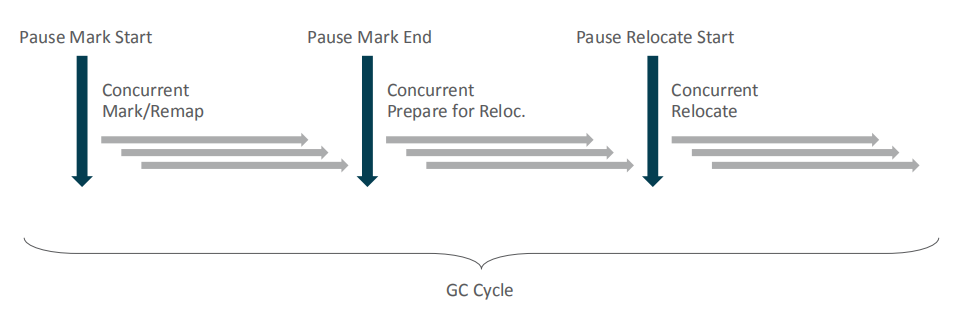 Pause Mark Start
Pause Mark End
Pause Relocate Start
Concurrent
Mark/Remap
Concurrent
Prepare for Reloc.
Concurrent
Relocate
GC Cycle